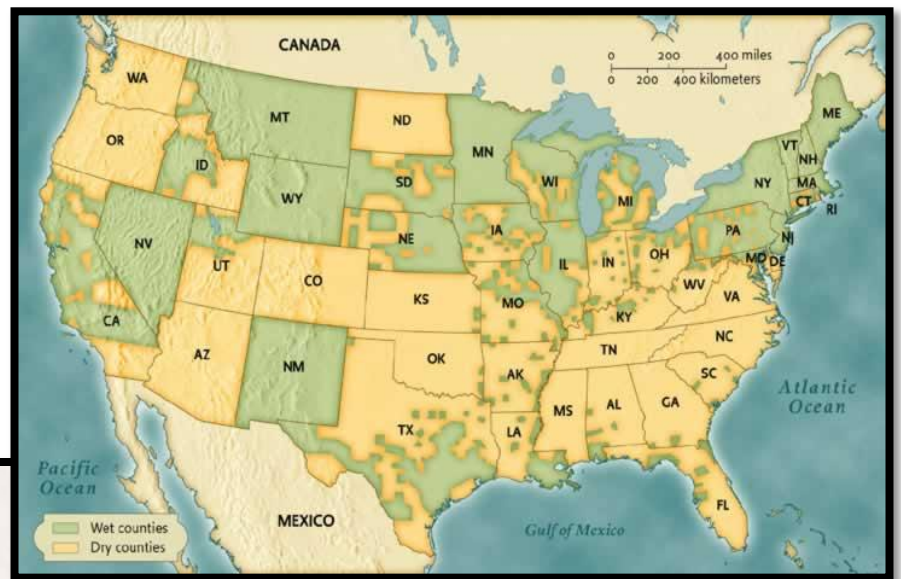 CANADA
0 200 400 miles
0 200 400 kilometers
WA
MT
ND
MN
ME
VT
NH
OR
ID
SD
WI
MI
NY
MA
CT
RI
WY
NE
IA
PA
NJ
NV
UT
CO
IL
IN
OH
MD
DE
WV
VA
CA
KS
MO
KY
NC
AZ
NM
OK
AK
TN
SC
MS
AL
GA
TX
LA
FL
Atlantic
Ocean
Pacific
Ocean
MEXICO
Gulf of Mexico
Wet counties
Dry counties